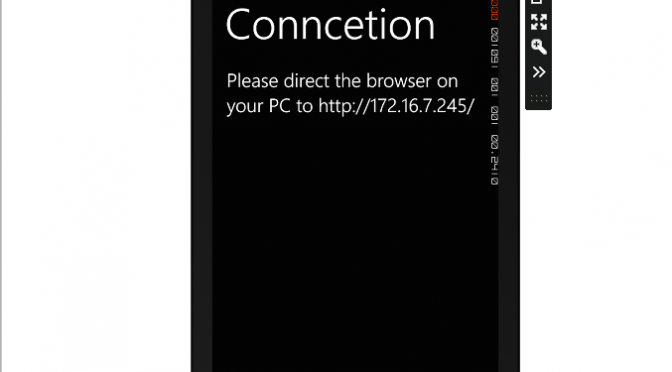 Conncetion
Please direct the browser on
your PC to http://172.16.7.245/